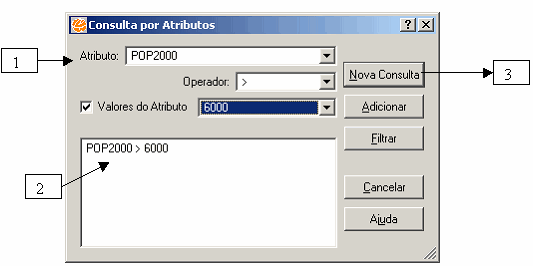 Consulta por Atributos
1
Atributo: POP2000
Operador: >
Nova Consulta
3
Valores do Atributo 6000
Adicionar
Filtrar
POP2000 > 6000
2
Cancelar
Ajuda